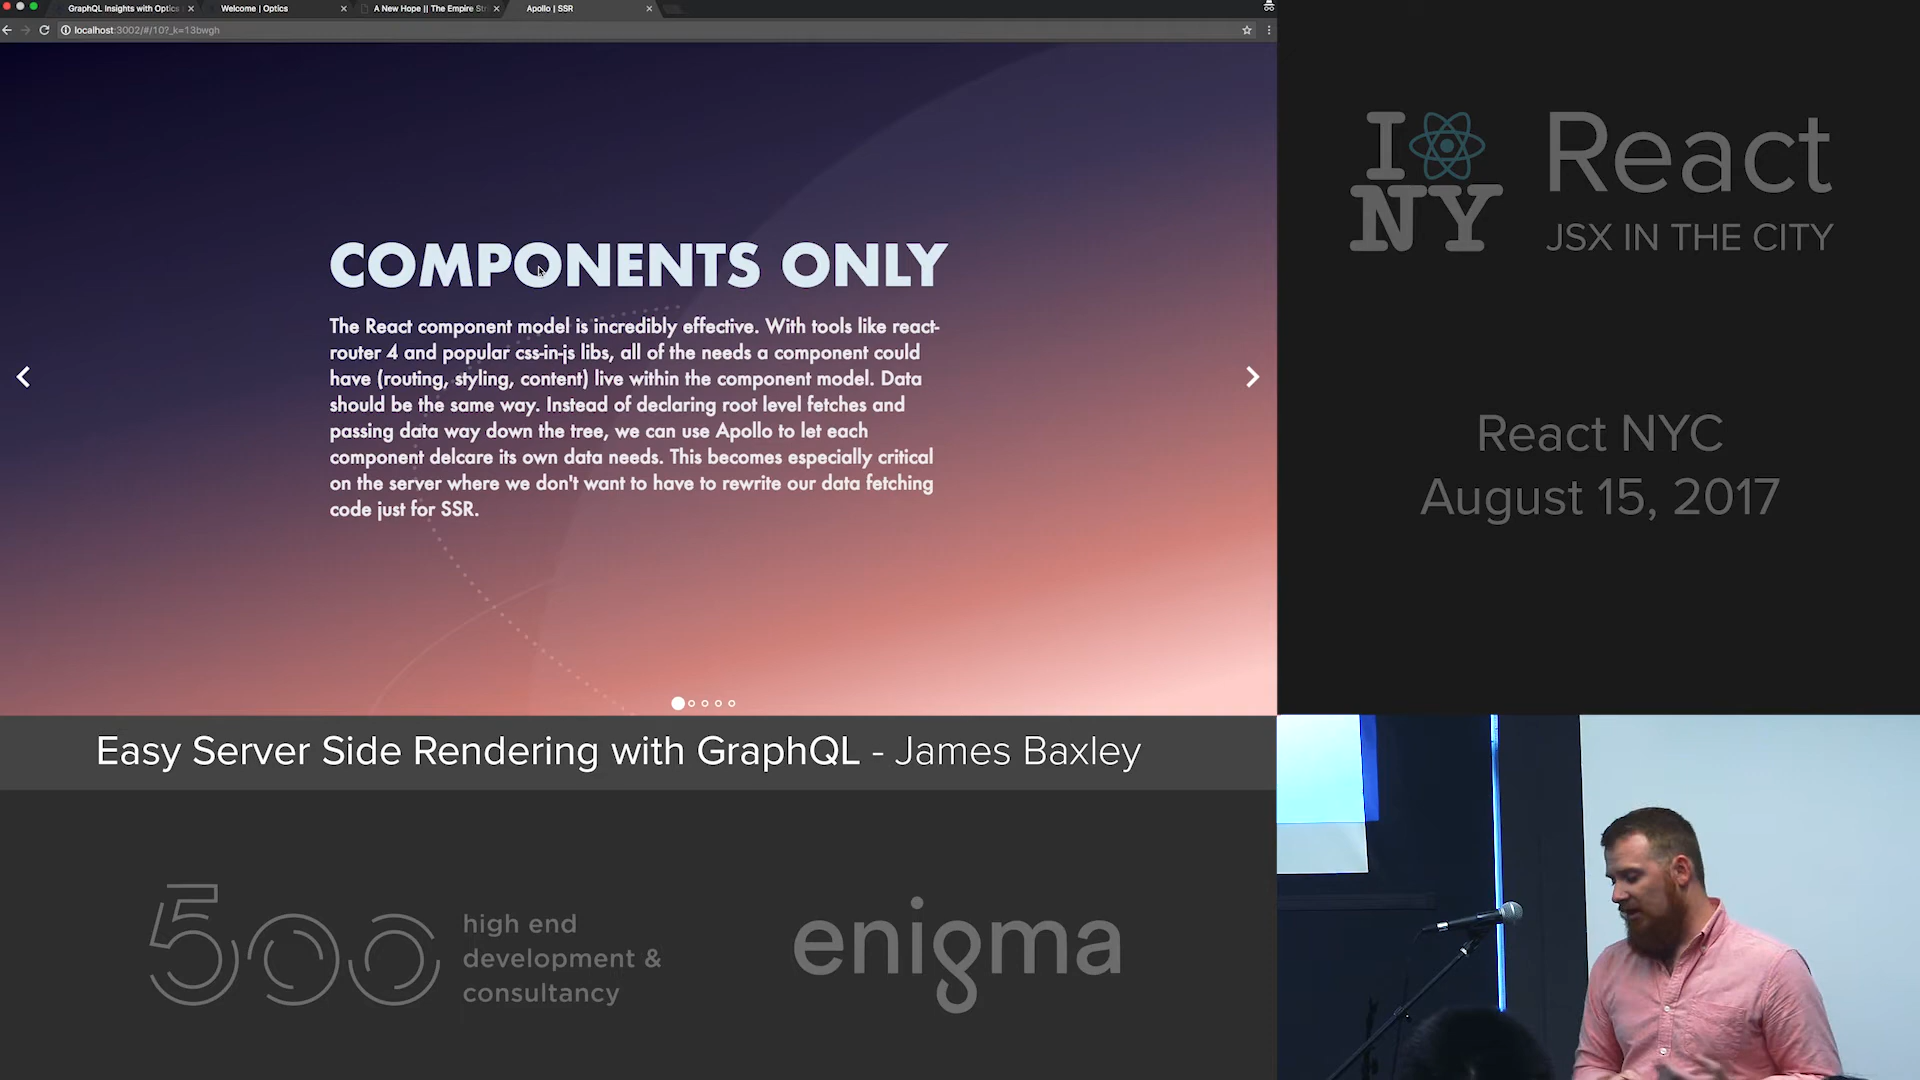 GraphQL Insights with Optics
Welcome | Optics
A New Hope || The Empire Stri
Apollo | SSR
localhost:3002/#/10?_k=13bwgh
COMPONENTS ONLY
The React component model is incredibly effective. With tools like react-
router 4 and popular css-in-js libs, all of the needs a component could
have (routing, styling, content) live within the component model. Data
should be the same way. Instead of declaring root level fetches and
passing data way down the tree, we can use Apollo to let each
component delcare its own data needs. This becomes especially critical
on the server where we don't want to have to rewrite our data fetching
code just for SSR.
I
NY
React
JSX IN THE CITY
React NYC
August 15, 2017
Easy Server Side Rendering with GraphQL - James Baxley
500
high end
development &
consultancy
enigma